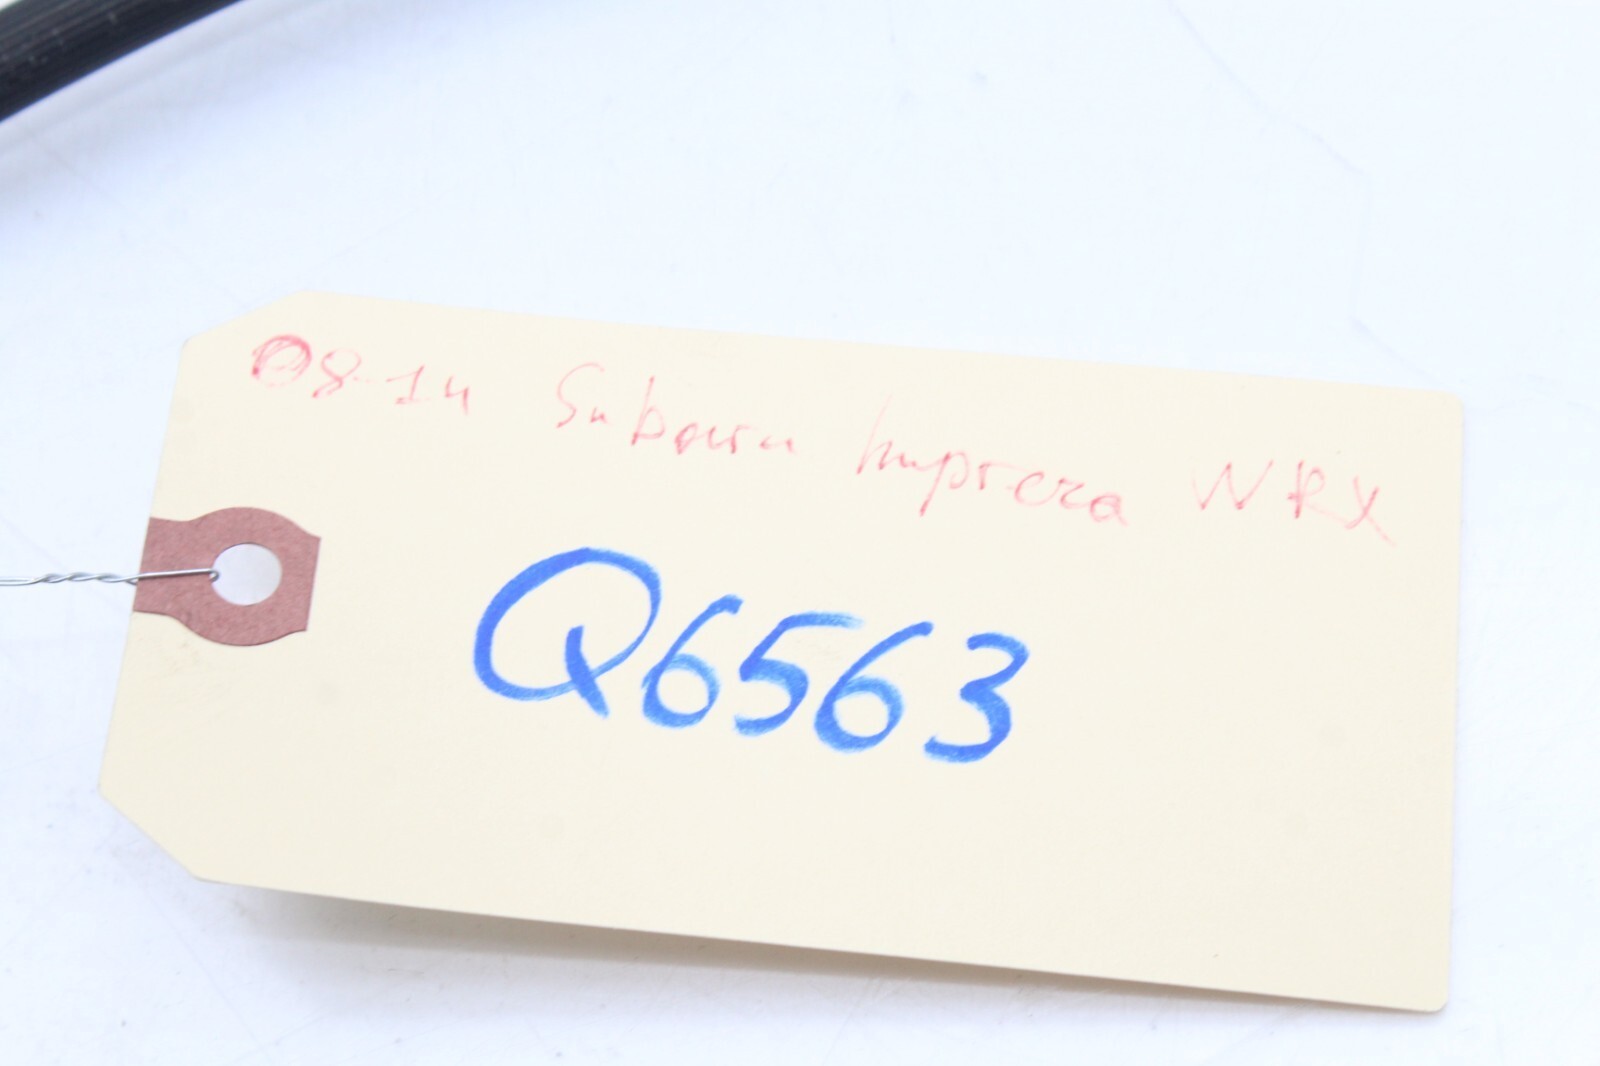 08-14 Subaru Impreza WRX
Q6563